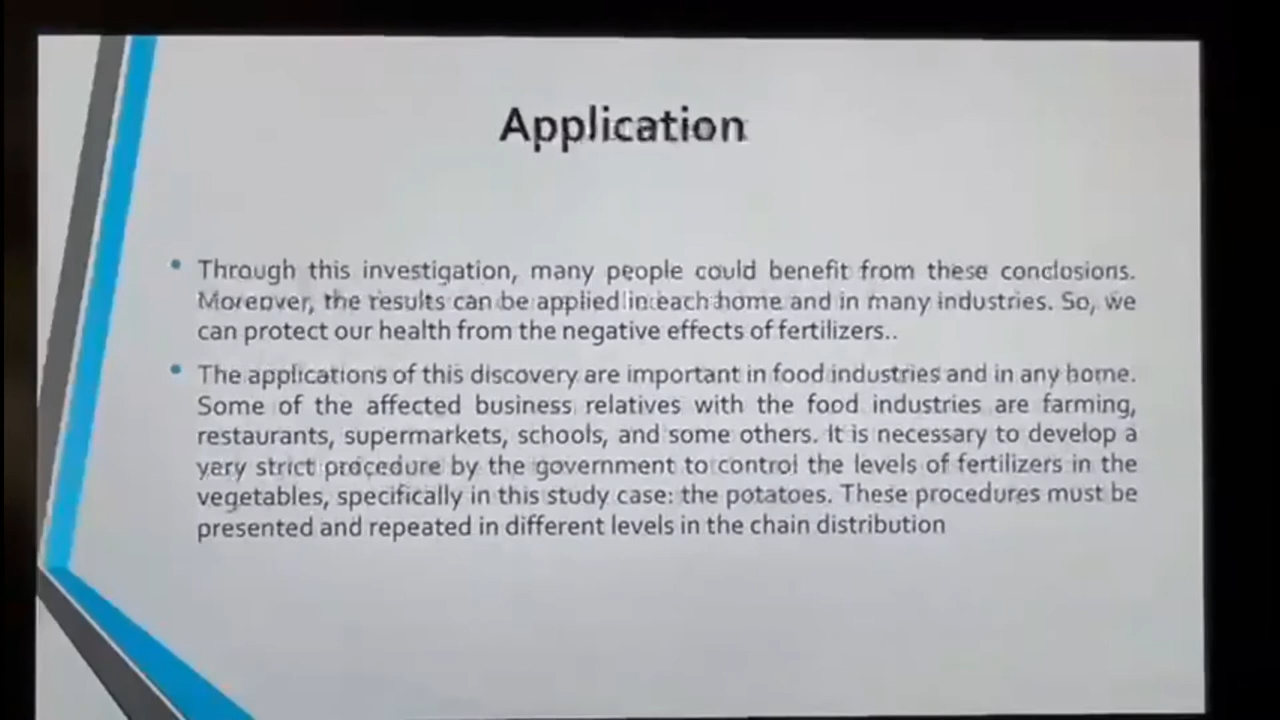 Application
• Through this investigation, many people could benefit from these conclosions.
Moreover, the results can be applied in each home and in many industries. So, we
can protect our health from the negative effects of fertilizers..
• The applications of this discovery are important in food industries and in any home.
Some of the affected business relatives with the food industries are farming,
restaurants, supermarkets, schools, and some others. It is necessary to develop a
very strict procedure by the government to control the levels of fertilizers in the
vegetables, specifically in this study case: the potatoes. These procedures must be
presented and repeated in different levels in the chain distribution